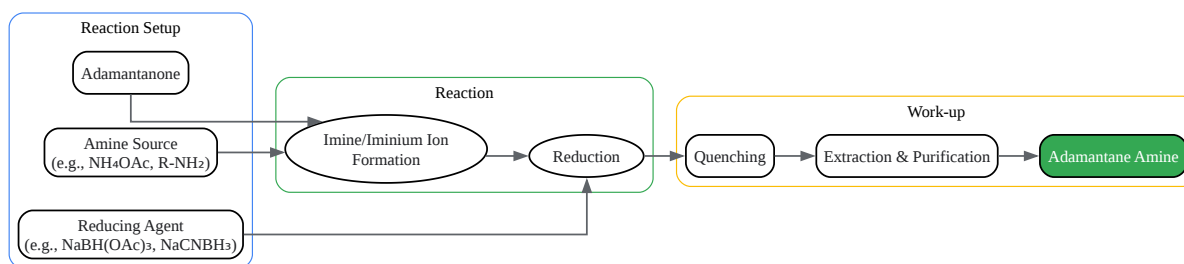 Reaction Setup
Adamantanone
Amine Source
(e.g., NH₄OAc, R-NH₂)
Reducing Agent
(e.g., NaBH(OAc)₃, NaCNBH₃)
Reaction
Imine/Iminium Ion
Formation
Reduction
Work-up
Quenching
Extraction & Purification
Adamantane Amine